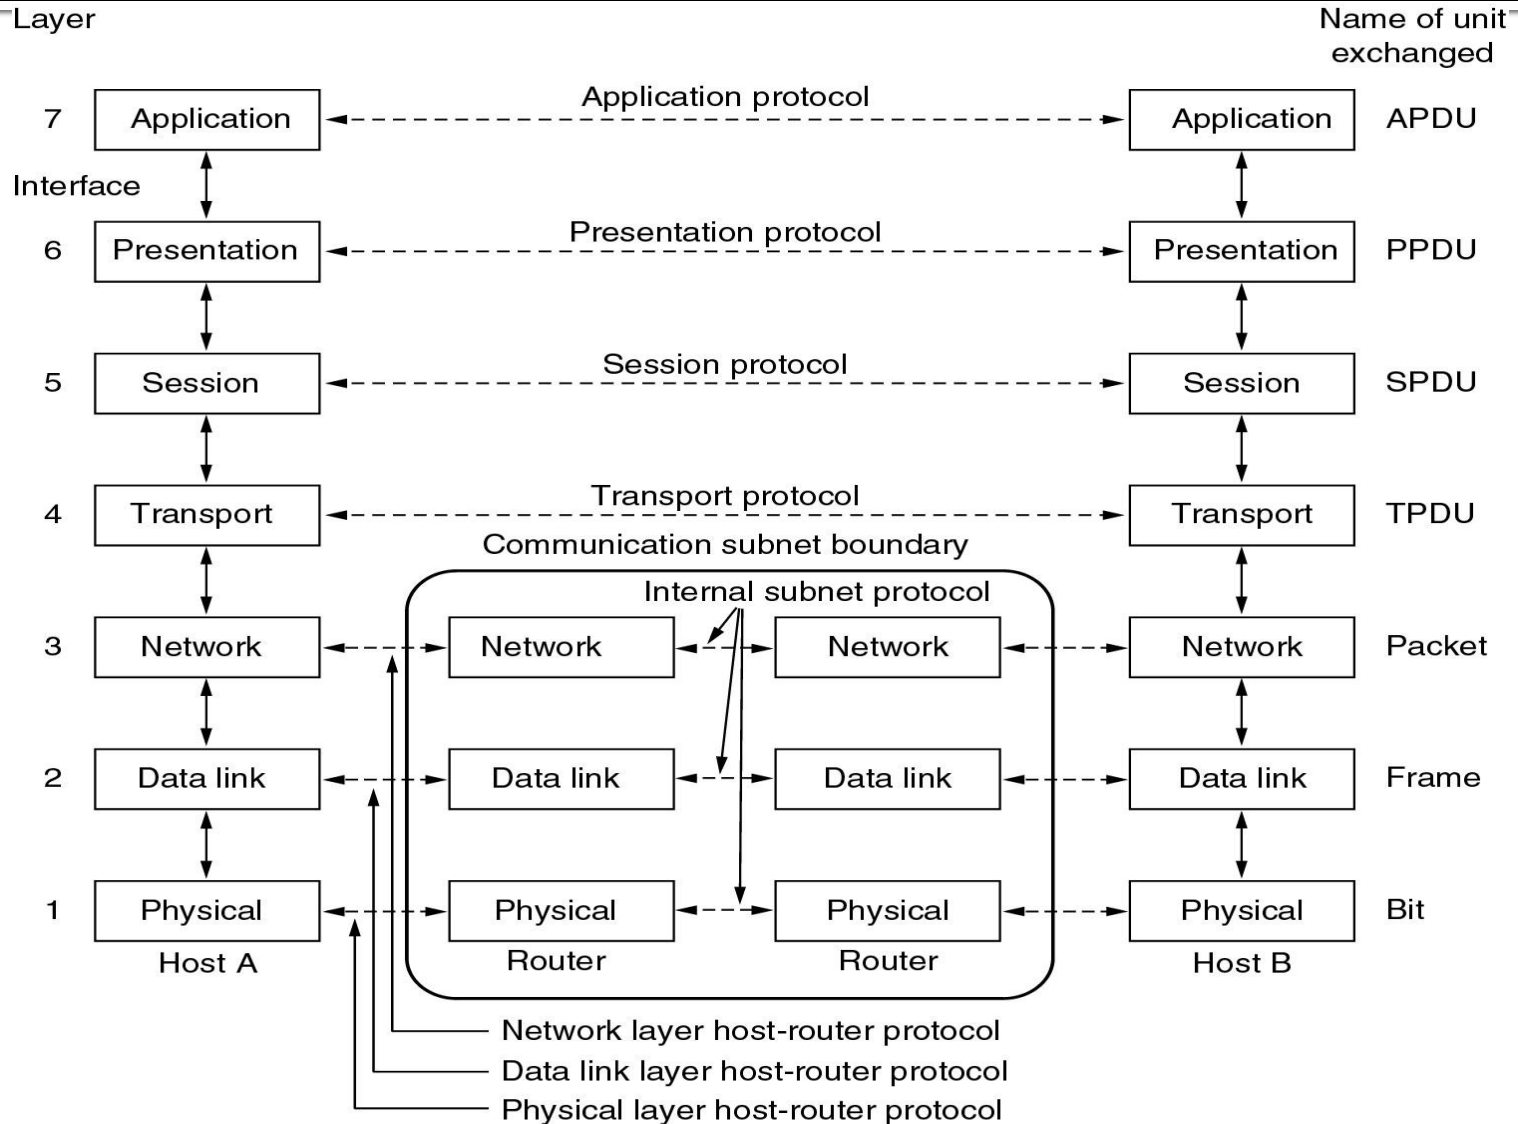 Layer
Name of unit
exchanged
7
Application
Application protocol
Application
APDU
Interface
6
Presentation
Presentation protocol
Presentation
PPDU
5
Session
Session protocol
Session
SPDU
4
Transport
Transport protocol
Transport
TPDU
Communication subnet boundary
Internal subnet protocol
3
Network
Network
Network
Network
Packet
2
Data link
Data link
Data link
Data link
Frame
1
Physical
Physical
Physical
Physical
Bit
Host A
Router
Router
Host B
Network layer host-router protocol
Data link layer host-router protocol
Physical layer host-router protocol